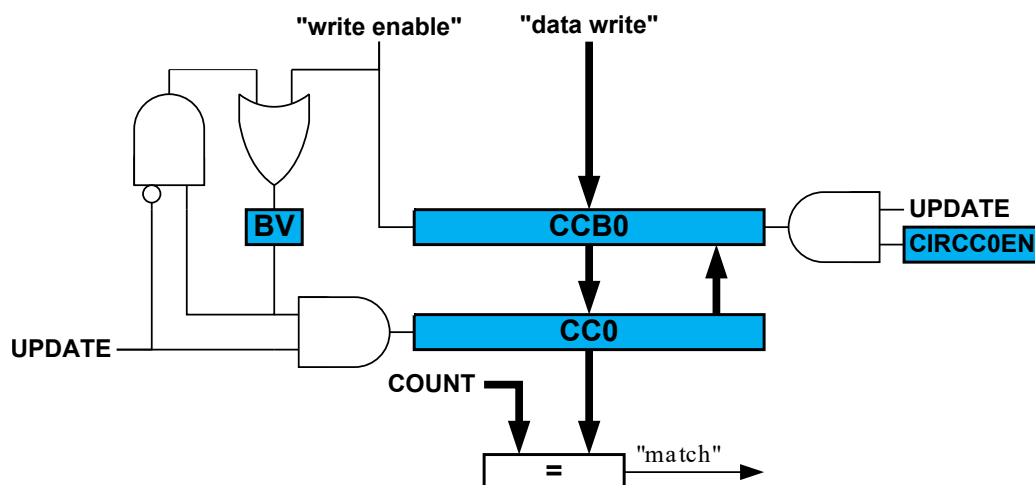 "write enable"
"data write"
BV
CCB0
UPDATE
CIRCC0EN
UPDATE
CC0
COUNT
=
"match"